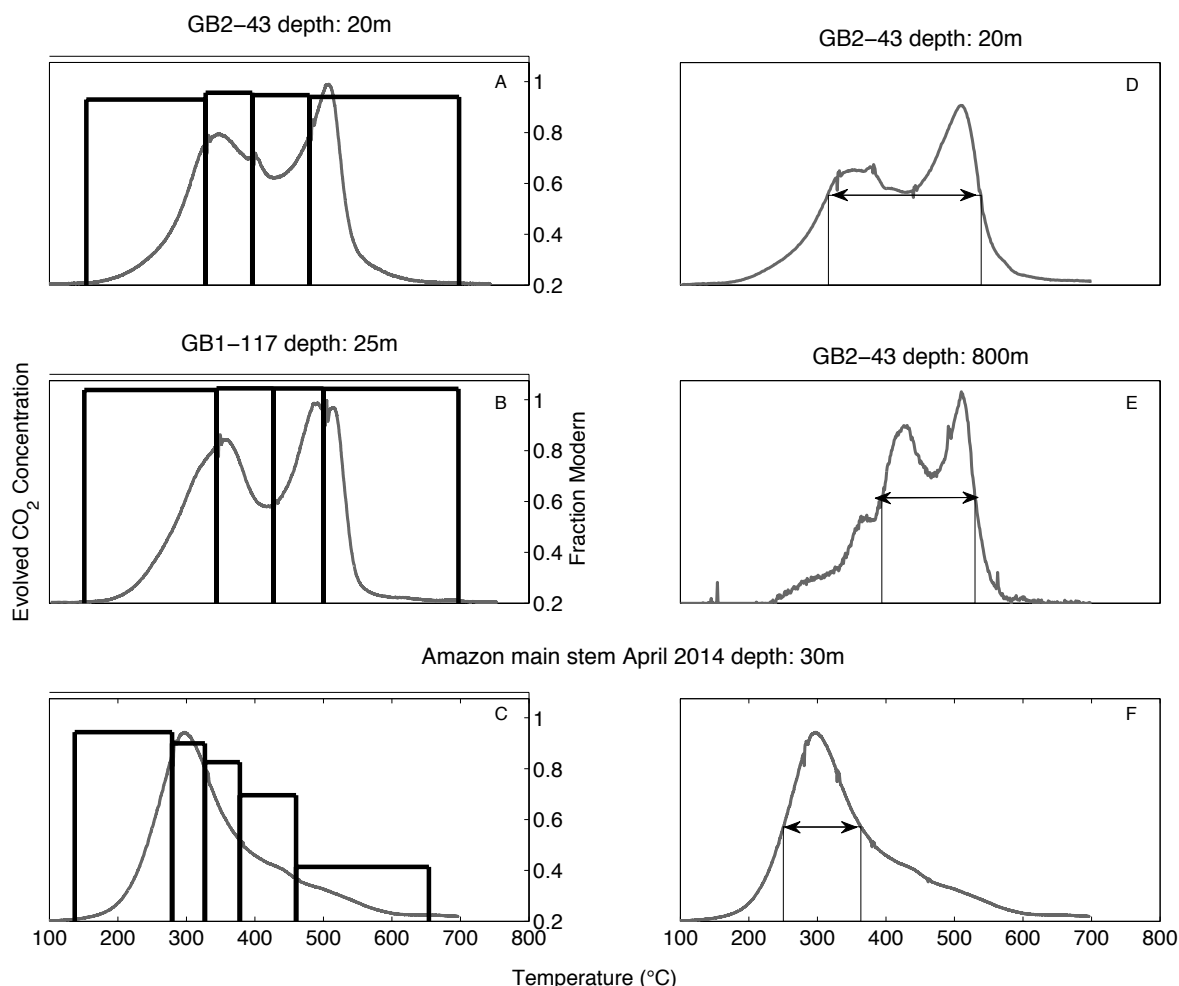 GB2−43 depth: 20m
A
1
0.8
0.6
0.4
0.2
GB2−43 depth: 20m
D
GB1−117 depth: 25m
B
1
0.8
0.6
0.4
0.2
GB2−43 depth: 800m
E
Evolved CO2 Concentration
Fraction Modern
Amazon main stem April 2014 depth: 30m
C
1
0.8
0.6
0.4
0.2
100 200 300 400 500 600 700 800
F
100 200 300 400 500 600 700 800
Temperature (°C)